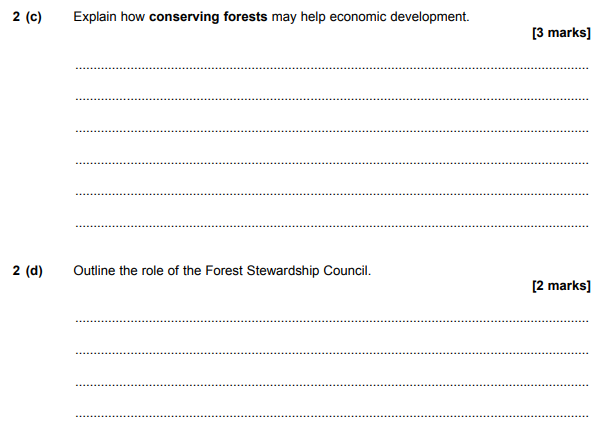 2 (c) Explain how conserving forests may help economic development.
[3 marks]
2 (d) Outline the role of the Forest Stewardship Council.
[2 marks]